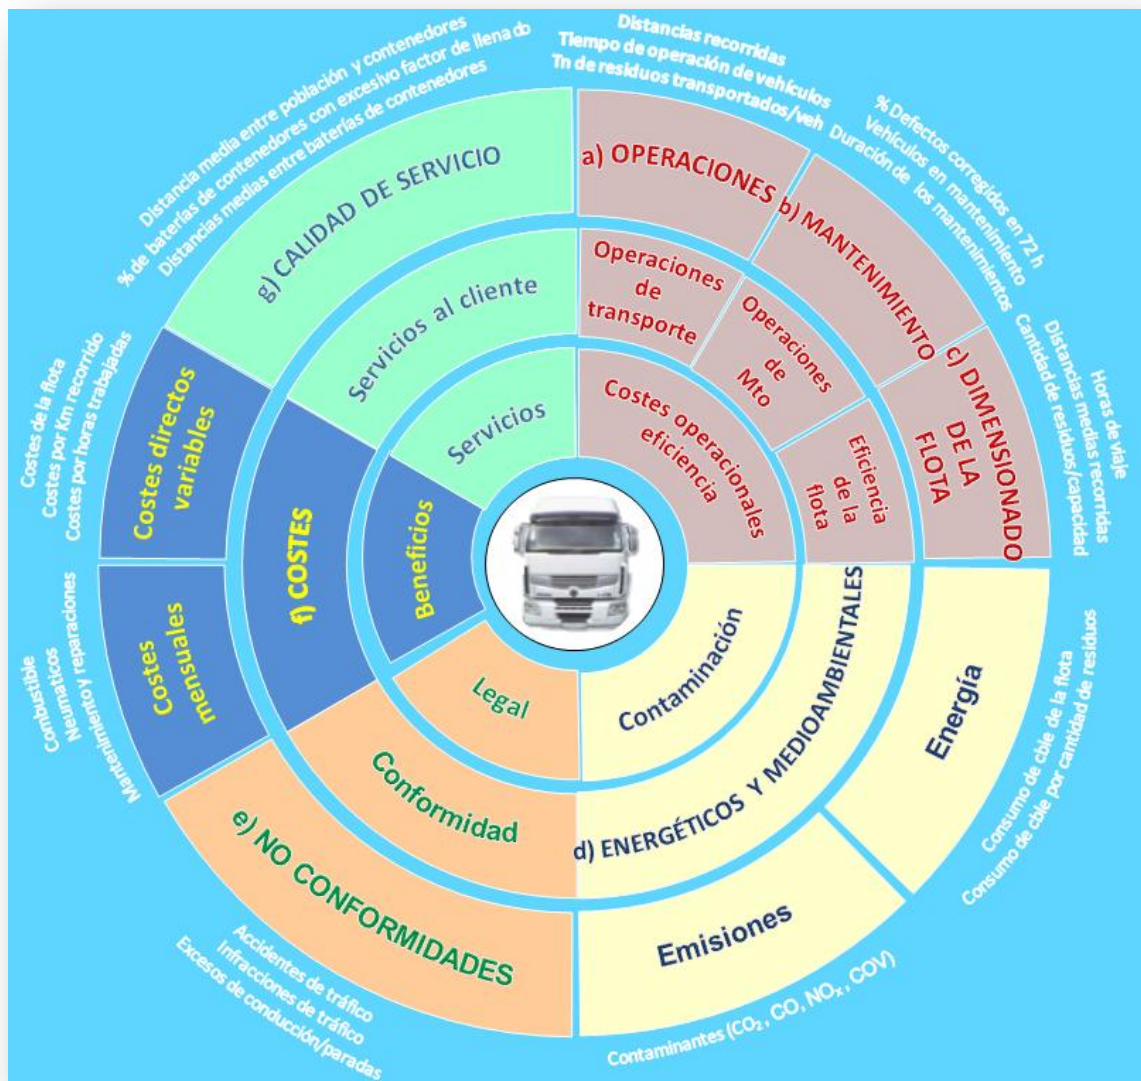 Distancias recorridas
Tiempo de operación de vehículos
Tn de residuos transportados/veh
a) OPERACIONES
Operaciones
de
transporte
Costes operacionales
eficiencia
% Defectos corregidos en 72 h
Vehículos en mantenimiento
Duración de los mantenimientos
b) MANTENIMIENTO
Operaciones
de
Mto
Horas de viaje
Distancias medias recorridas
Cantidad de residuos/capacidad
c) DIMENSIONADO
DE LA
FLOTA
Eficiencia
de la
flota
Energía
Consumo de cble de la flota
Consumo de cble por cantidad de residuos
d) ENERGÉTICOS Y MEDIOAMBIENTALES
Contaminación
Emisiones
Contaminantes (CO₂, CO, NOₓ, COV)
Legal
Conformidad
e) NO CONFORMIDADES
Accidentes de tráfico
Infracciones de tráfico
Excesos de conducción/paradas
Beneficios
f) COSTES
Costes
mensuales
Combustible
Neumaticos
Mantenimiento y reparaciones
Costes directos
variables
Costes de la flota
Costes por Km recorrido
Costes por horas trabajadas
Servicios
Servicios al cliente
g) CALIDAD DE SERVICIO
Distancia media entre población y contenedores
% de baterías de contenedores con excesivo factor de llenado
Distancias medias entre baterías de contenedores